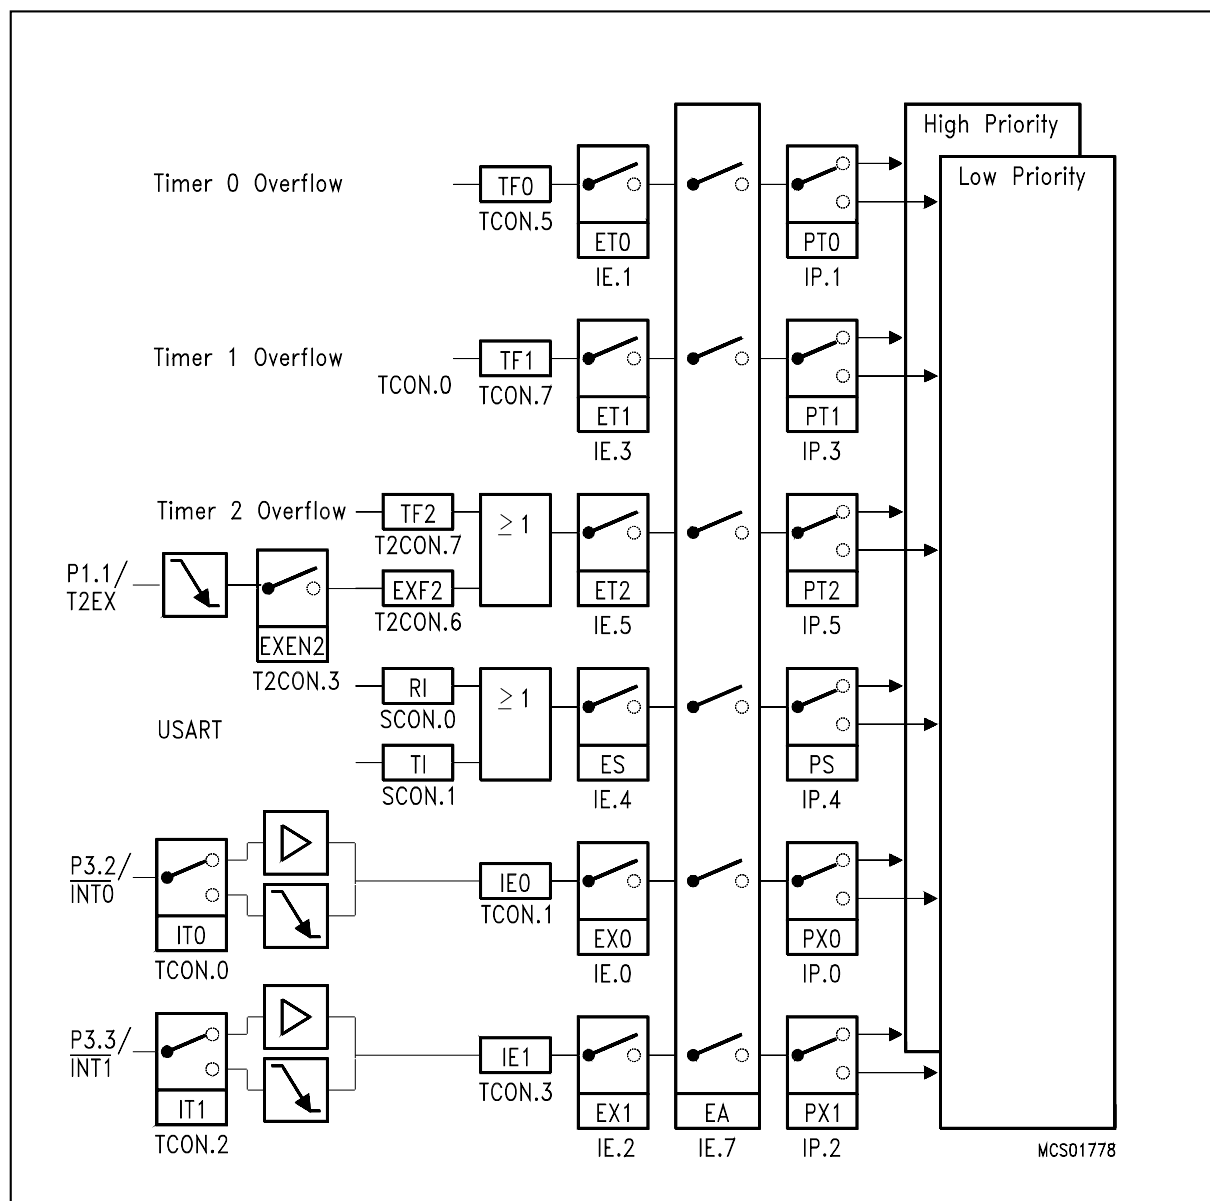 High Priority
Low Priority
Timer 0 Overflow
TF0
TCON.5
ET0
IE.1
PT0
IP.1
Timer 1 Overflow
TCON.0
TF1
TCON.7
ET1
IE.3
PT1
IP.3
Timer 2 Overflow
TF2
T2CON.7
≥1
P1.1/
T2EX
EXEN2
T2CON.3
EXF2
T2CON.6
ET2
IE.5
PT2
IP.5
USART
RI
SCON.0
≥1
TI
SCON.1
ES
IE.4
PS
IP.4
P3.2/
INT0
IT0
TCON.0
IE0
TCON.1
EX0
IE.0
PX0
IP.0
P3.3/
INT1
IT1
TCON.2
IE1
TCON.3
EX1
IE.2
EA
IE.7
PX1
IP.2
MCS01778